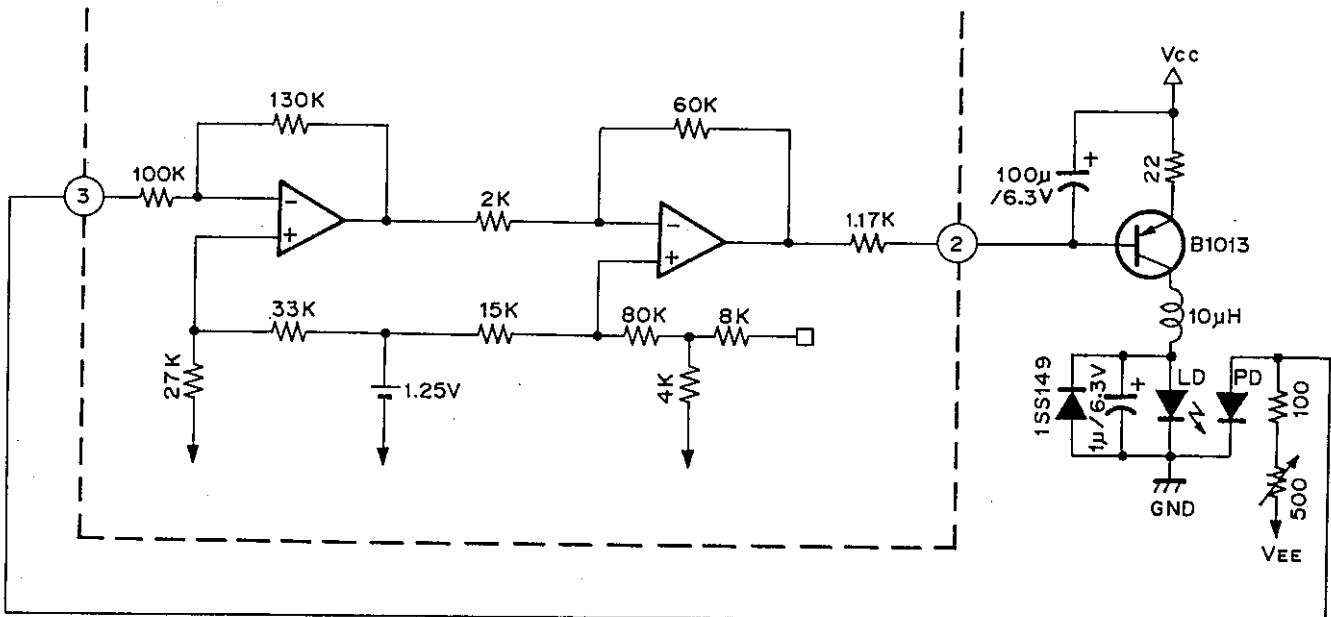 Vcc
130K
60K
100K
22
100μ
/6.3V
3
−
+
2K
−
+
1.17K
2
B1013
33K
15K
80K
8K
10μH
27K
1.25V
4K
1SS149
1μ/6.3V
+
+
LD
PD
100
500
GND
VEE